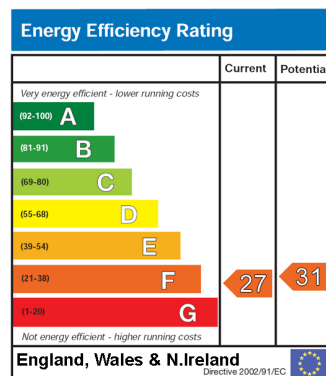 Energy Efficiency Rating
Current Potentia
Very energy efficient - lower running costs
(92-100) A
(81-91) B
(69-80) C
(55-68) D
(39-54) E
(21-38) F 27 31
(1-20) G
Not energy efficient - higher running costs
England, Wales & N.Ireland
Directive 2002/91/EC